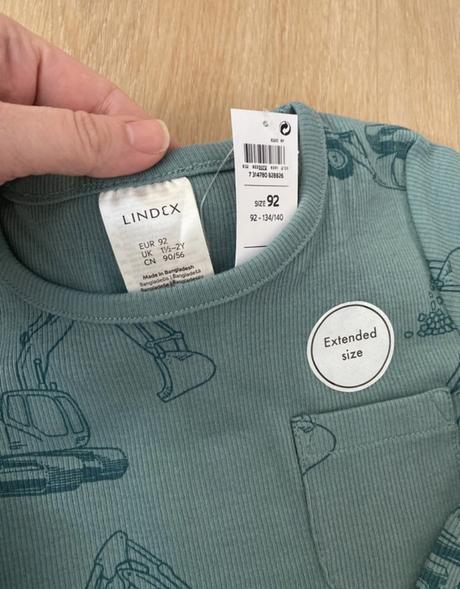 LINDEX
EUR 92
UK 1½-2Y
CN 90/56
Made in Bangladesh
7 314780 828826
SIZE 92
92 - 134/140
Extended
size